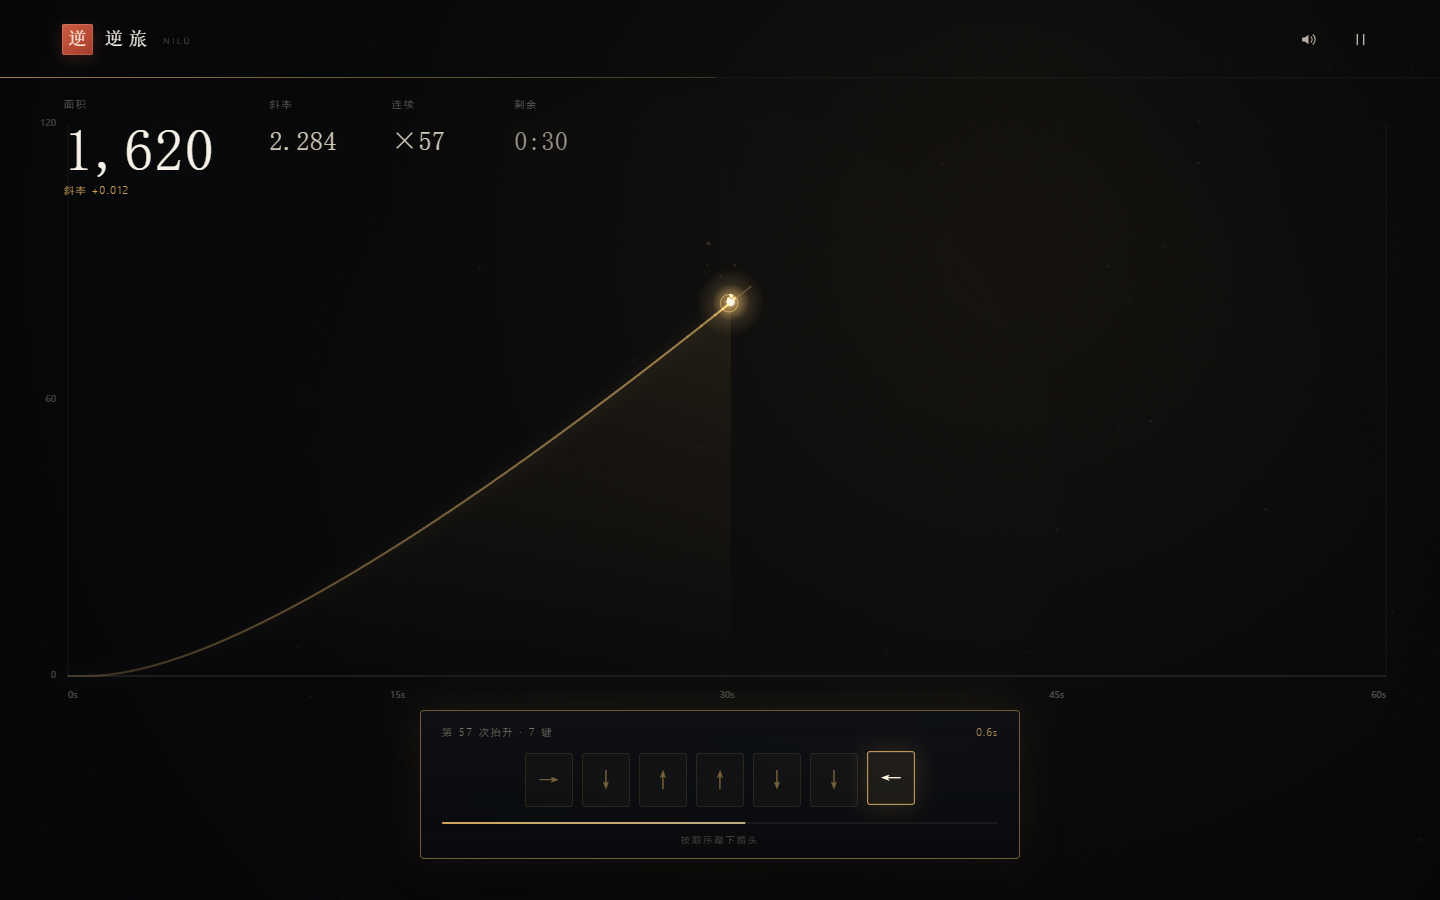 逆 逆旅 NILÜ
面积 斜率 连续 剩余
1,620 2.284 ×57 0:30
斜率 +0.012
120
60
0
0s 15s 30s 45s 60s
第 57 次抬升 · 7 键 0.6s
→ ↓ ↑ ↑ ↓ ↓ ←
按顺序敲下箭头